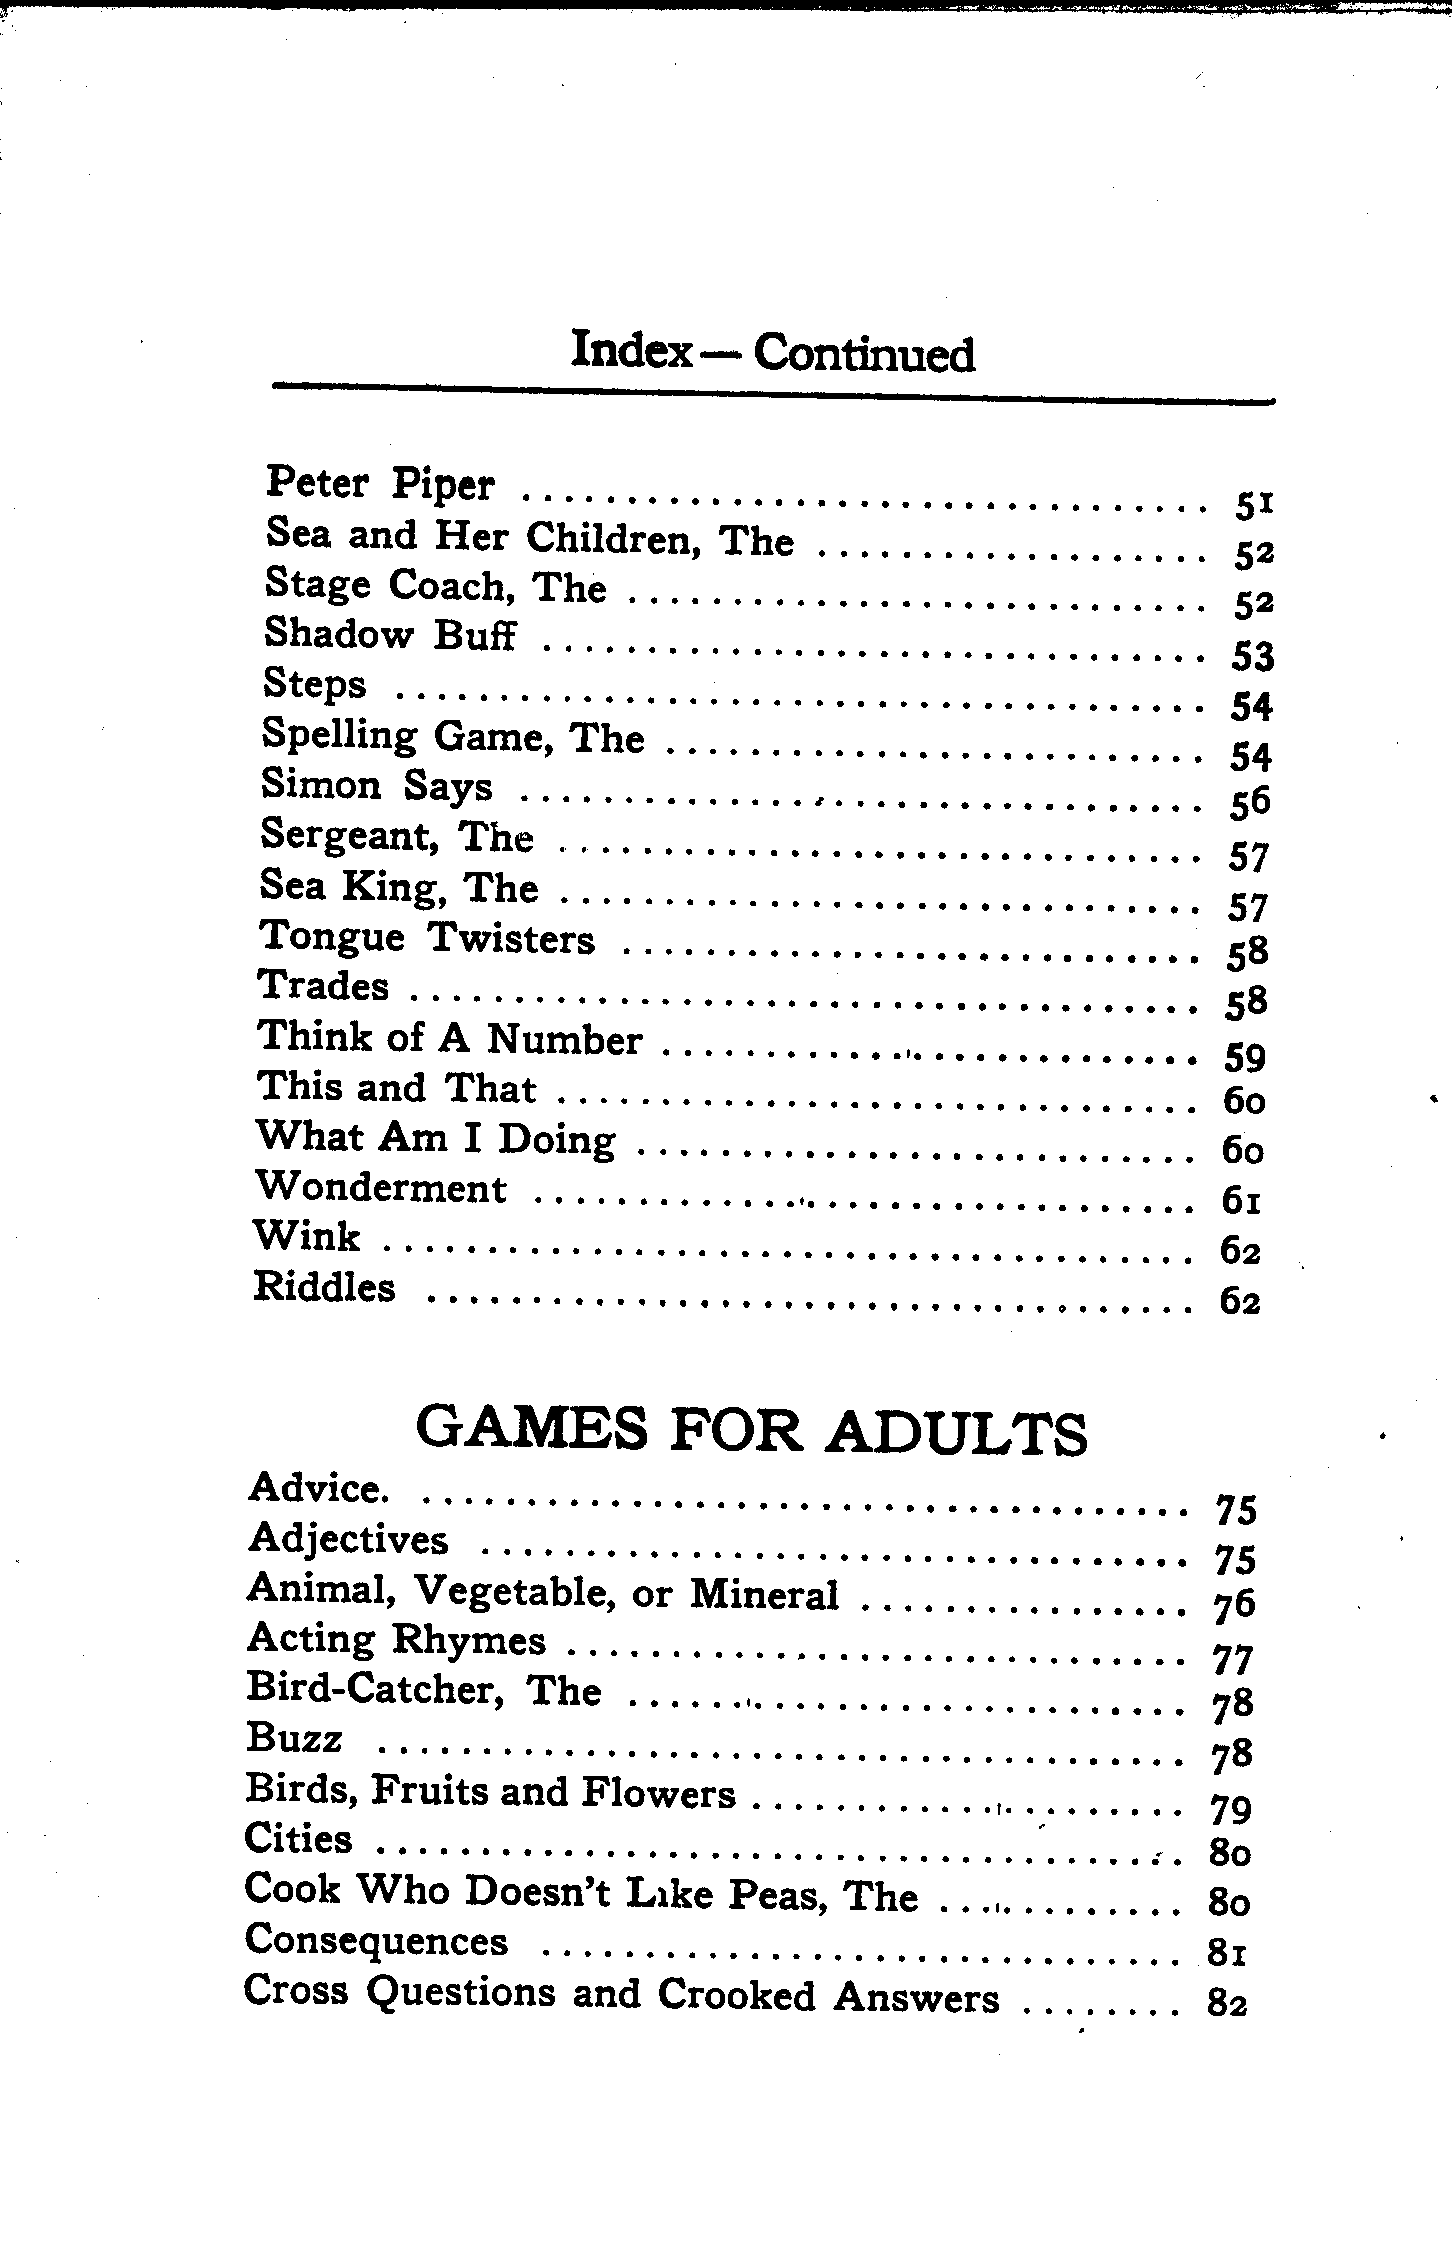 Index — Continued
Peter Piper ................................. 51
Sea and Her Children, The ................... 52
Stage Coach, The ............................ 52
Shadow Buff ................................ 53
Steps ....................................... 54
Spelling Game, The .......................... 54
Simon Says ................................. 56
Sergeant, The ............................... 57
Sea King, The ............................... 57
Tongue Twisters ............................ 58
Trades ...................................... 58
Think of A Number .......................... 59
This and That ............................... 60
What Am I Doing ........................... 60
Wonderment ................................ 61
Wink ....................................... 62
Riddles ..................................... 62
GAMES FOR ADULTS
Advice. ..................................... 75
Adjectives .................................. 75
Animal, Vegetable, or Mineral ................ 76
Acting Rhymes .............................. 77
Bird-Catcher, The ........................... 78
Buzz ....................................... 78
Birds, Fruits and Flowers ..................... 79
Cities ....................................... 80
Cook Who Doesn't Like Peas, The ............ 80
Consequences ............................... 81
Cross Questions and Crooked Answers ........ 82